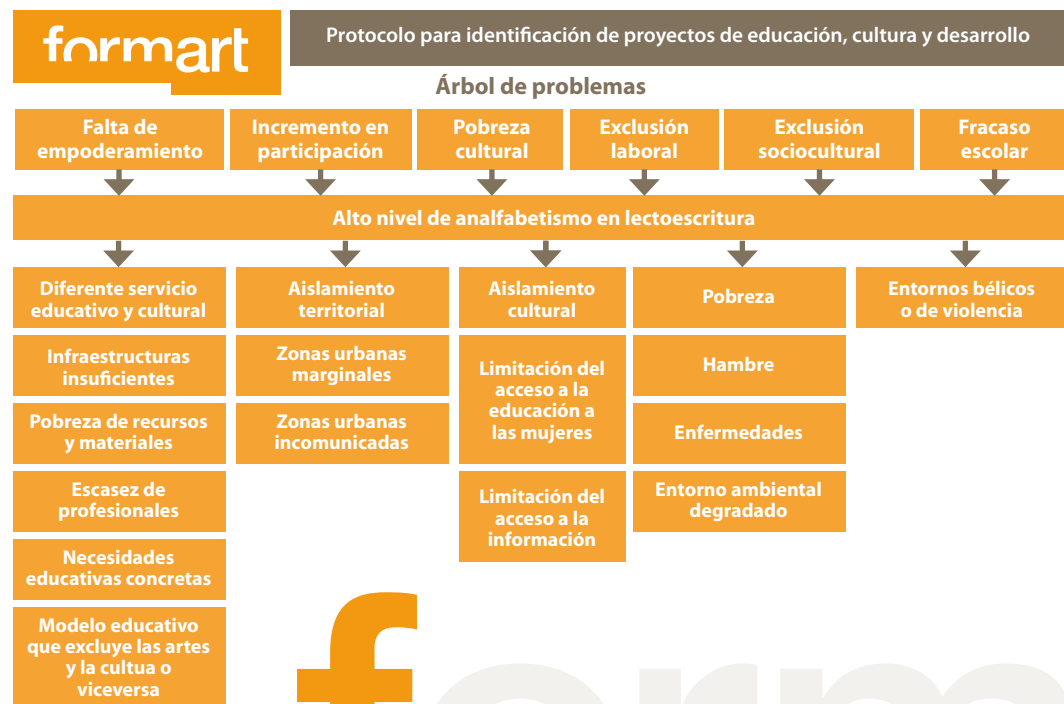 formart
Protocolo para identificación de proyectos de educación, cultura y desarrollo
Árbol de problemas
Falta de
empoderamiento
Incremento en
participación
Pobreza
cultural
Exclusión
laboral
Exclusión
sociocultural
Fracaso
escolar
Alto nivel de analfabetismo en lectoescritura
Diferente servicio
educativo y cultural
Aislamiento
territorial
Aislamiento
cultural
Pobreza
Entornos bélicos
o de violencia
Infraestructuras
insuficientes
Zonas urbanas
marginales
Limitación del
acceso a la
educación a
las mujeres
Hambre
Pobreza de recursos
y materiales
Zonas urbanas
incomunicadas
Enfermedades
Escasez de
profesionales
Limitación del
acceso a la
información
Entorno ambiental
degradado
Necesidades
educativas concretas
Modelo educativo
que excluye las artes
y la cultua o
viceversa
form